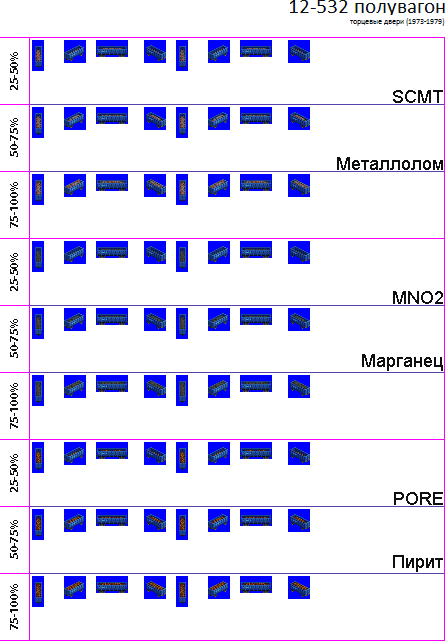 12-532 полувагон
торцевые двери (1973-1979)
25-50%
SCMT
50-75%
Металлолом
75-100%
25-50%
MNO2
50-75%
Марганец
75-100%
25-50%
PORE
50-75%
Пирит
75-100%